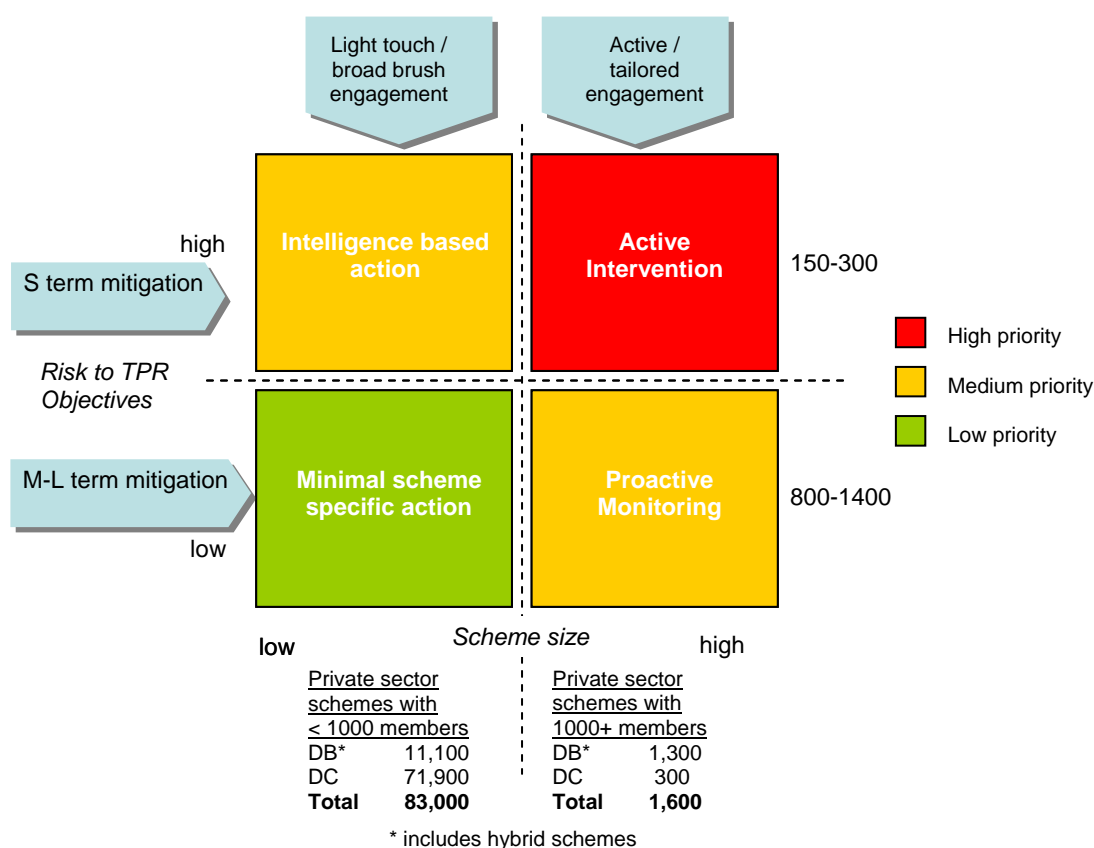 Light touch /
broad brush
engagement
Active /
tailored
engagement
high
S term mitigation
Intelligence based
action
Active
Intervention
150-300
High priority
Medium priority
Low priority
Risk to TPR
Objectives
M-L term mitigation
low
Minimal scheme
specific action
Proactive
Monitoring
800-1400
low
Scheme size
high
Private sector
schemes with
< 1000 members
DB* 11,100
DC 71,900
Total 83,000
Private sector
schemes with
1000+ members
DB* 1,300
DC 300
Total 1,600
* includes hybrid schemes